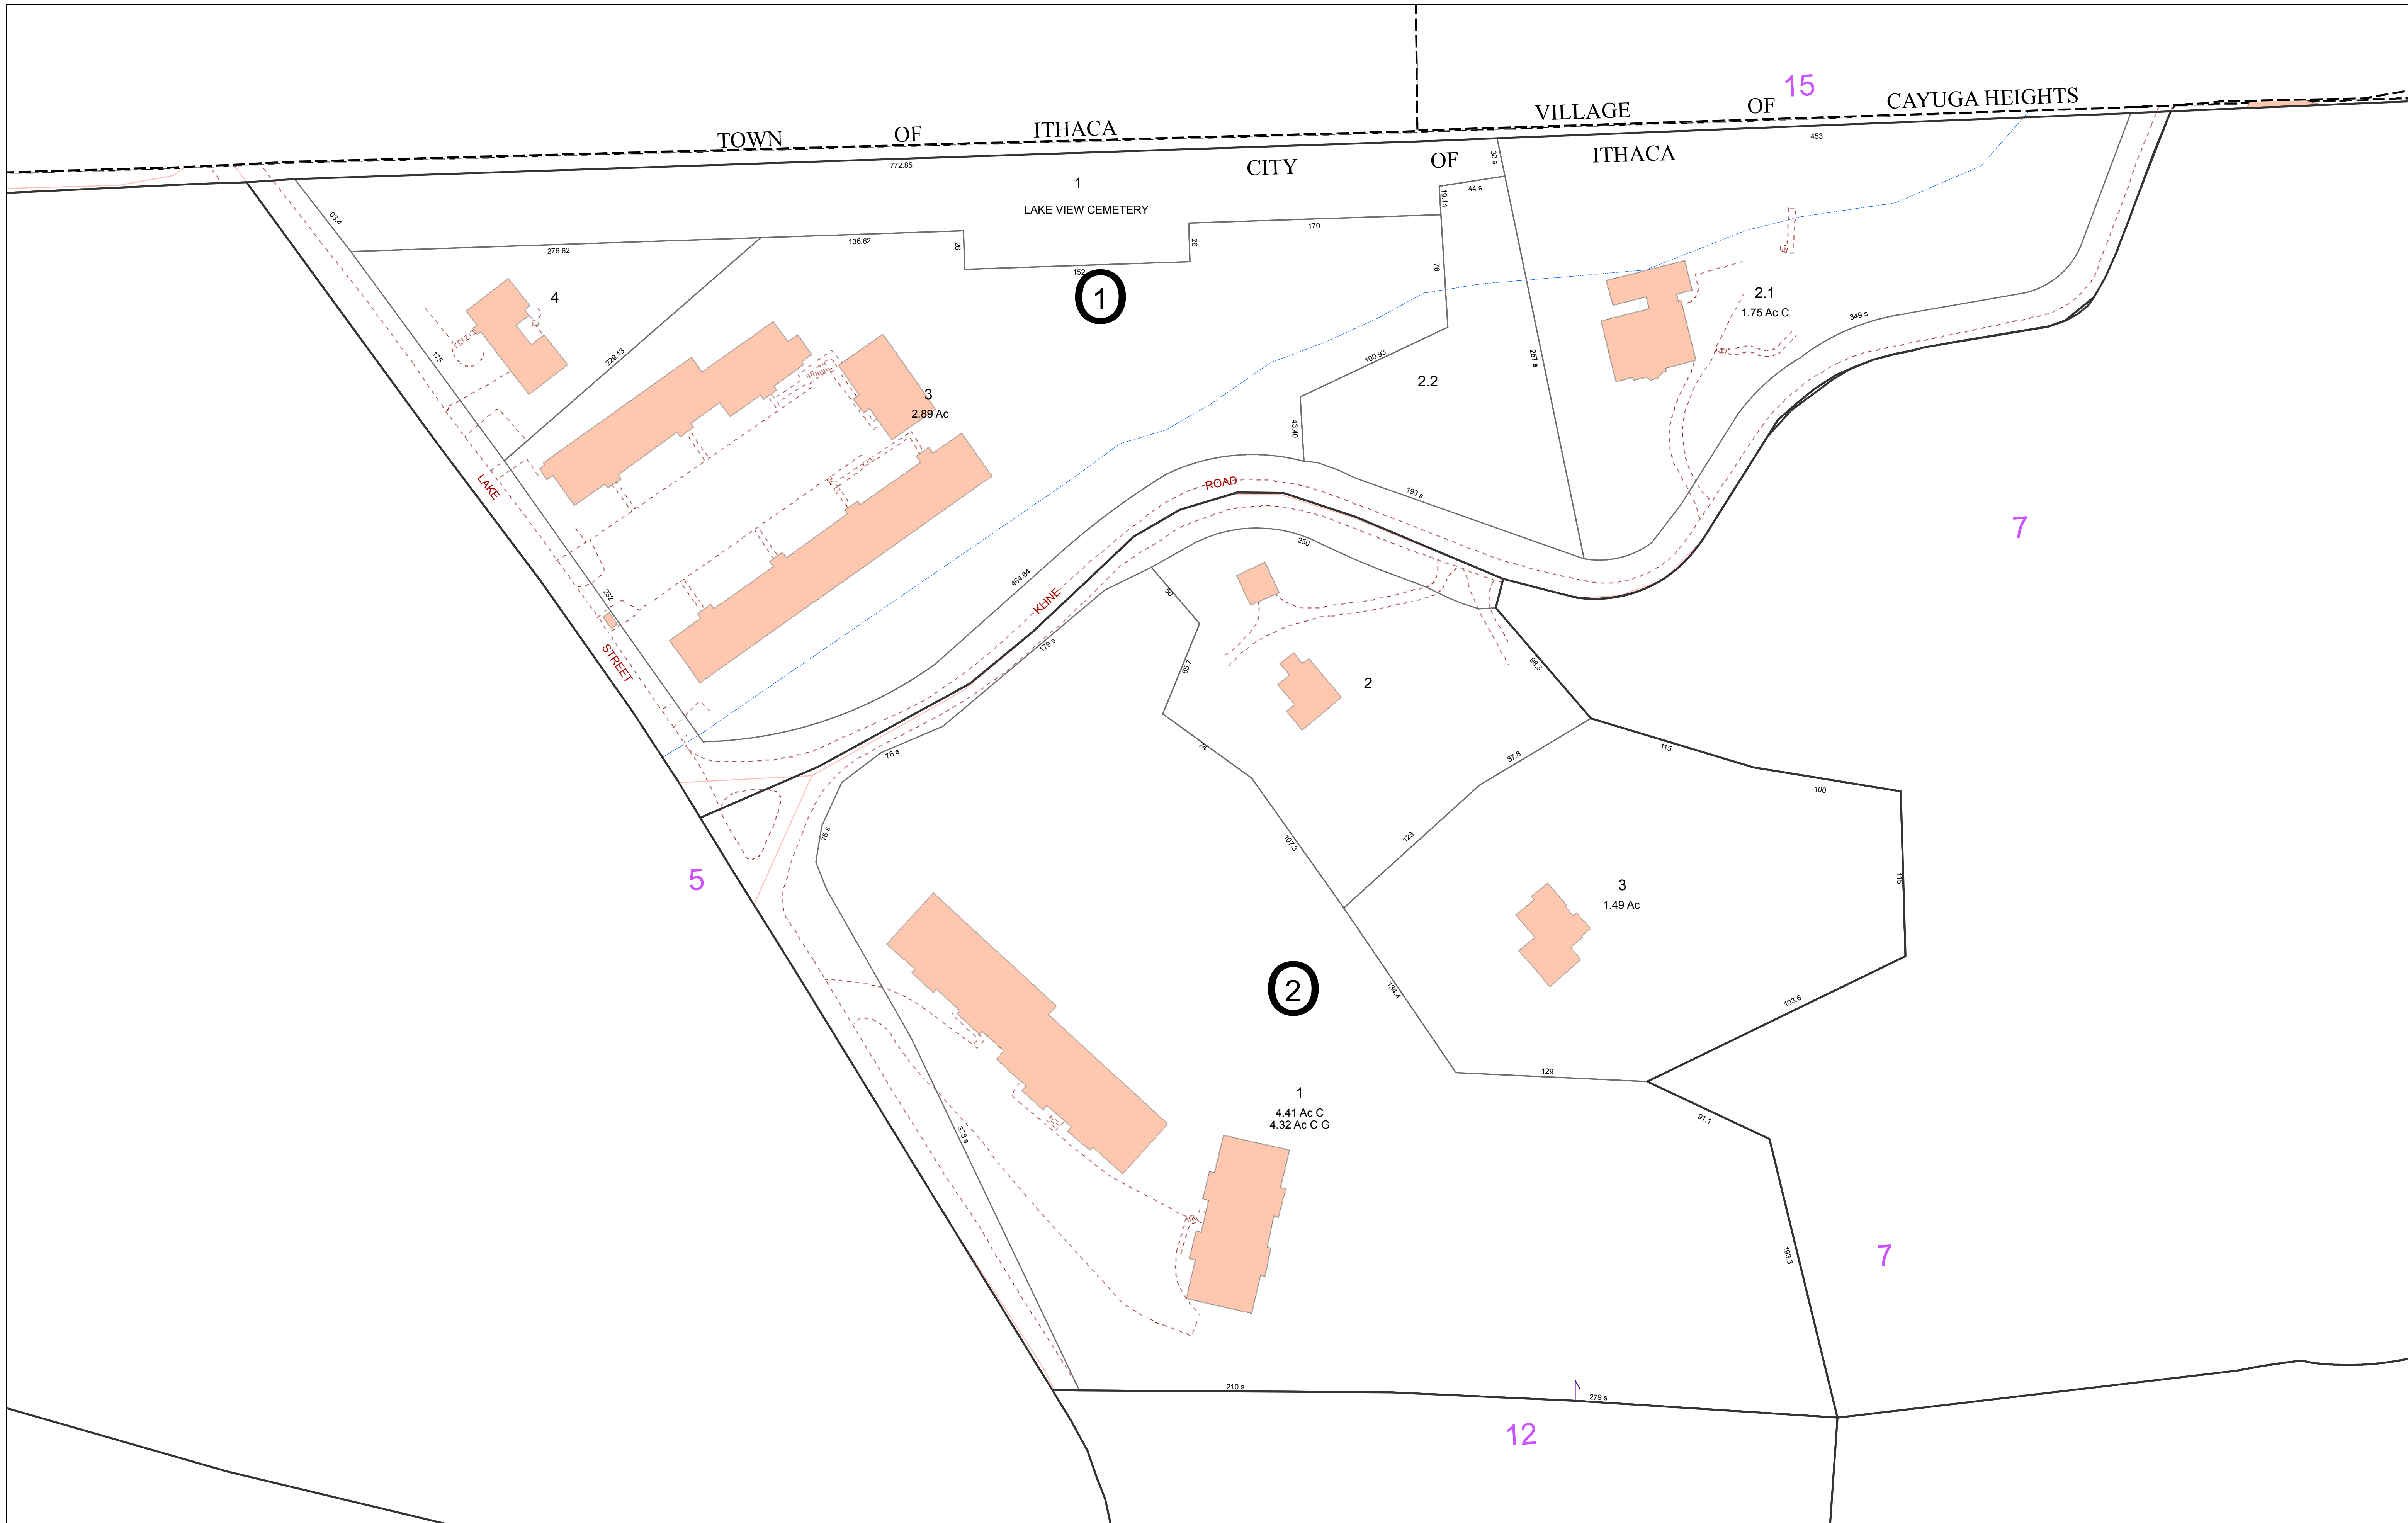 15
VILLAGE OF CAYUGA HEIGHTS
TOWN OF ITHACA
453
772.85
CITY OF ITHACA
30 s
1
LAKE VIEW CEMETERY
44 s
19.14
63.4
276.62
136.62
26
152
26
170
76
1
4
2.1
1.75 Ac C
349 s
175
229.13
109.93
257 s
2.2
3
2.89 Ac
43.40
LAKE
STREET
ROAD
KLINE
193 s
7
250
464.64
232
50
179 s
65.7
98.3
2
74
78 s
87.8
115
100
76 s
107.3
123
5
115
3
1.49 Ac
134.4
193.6
2
129
1
4.41 Ac C
4.32 Ac C G
91.1
378 s
193.3
7
210 s
279 s
12